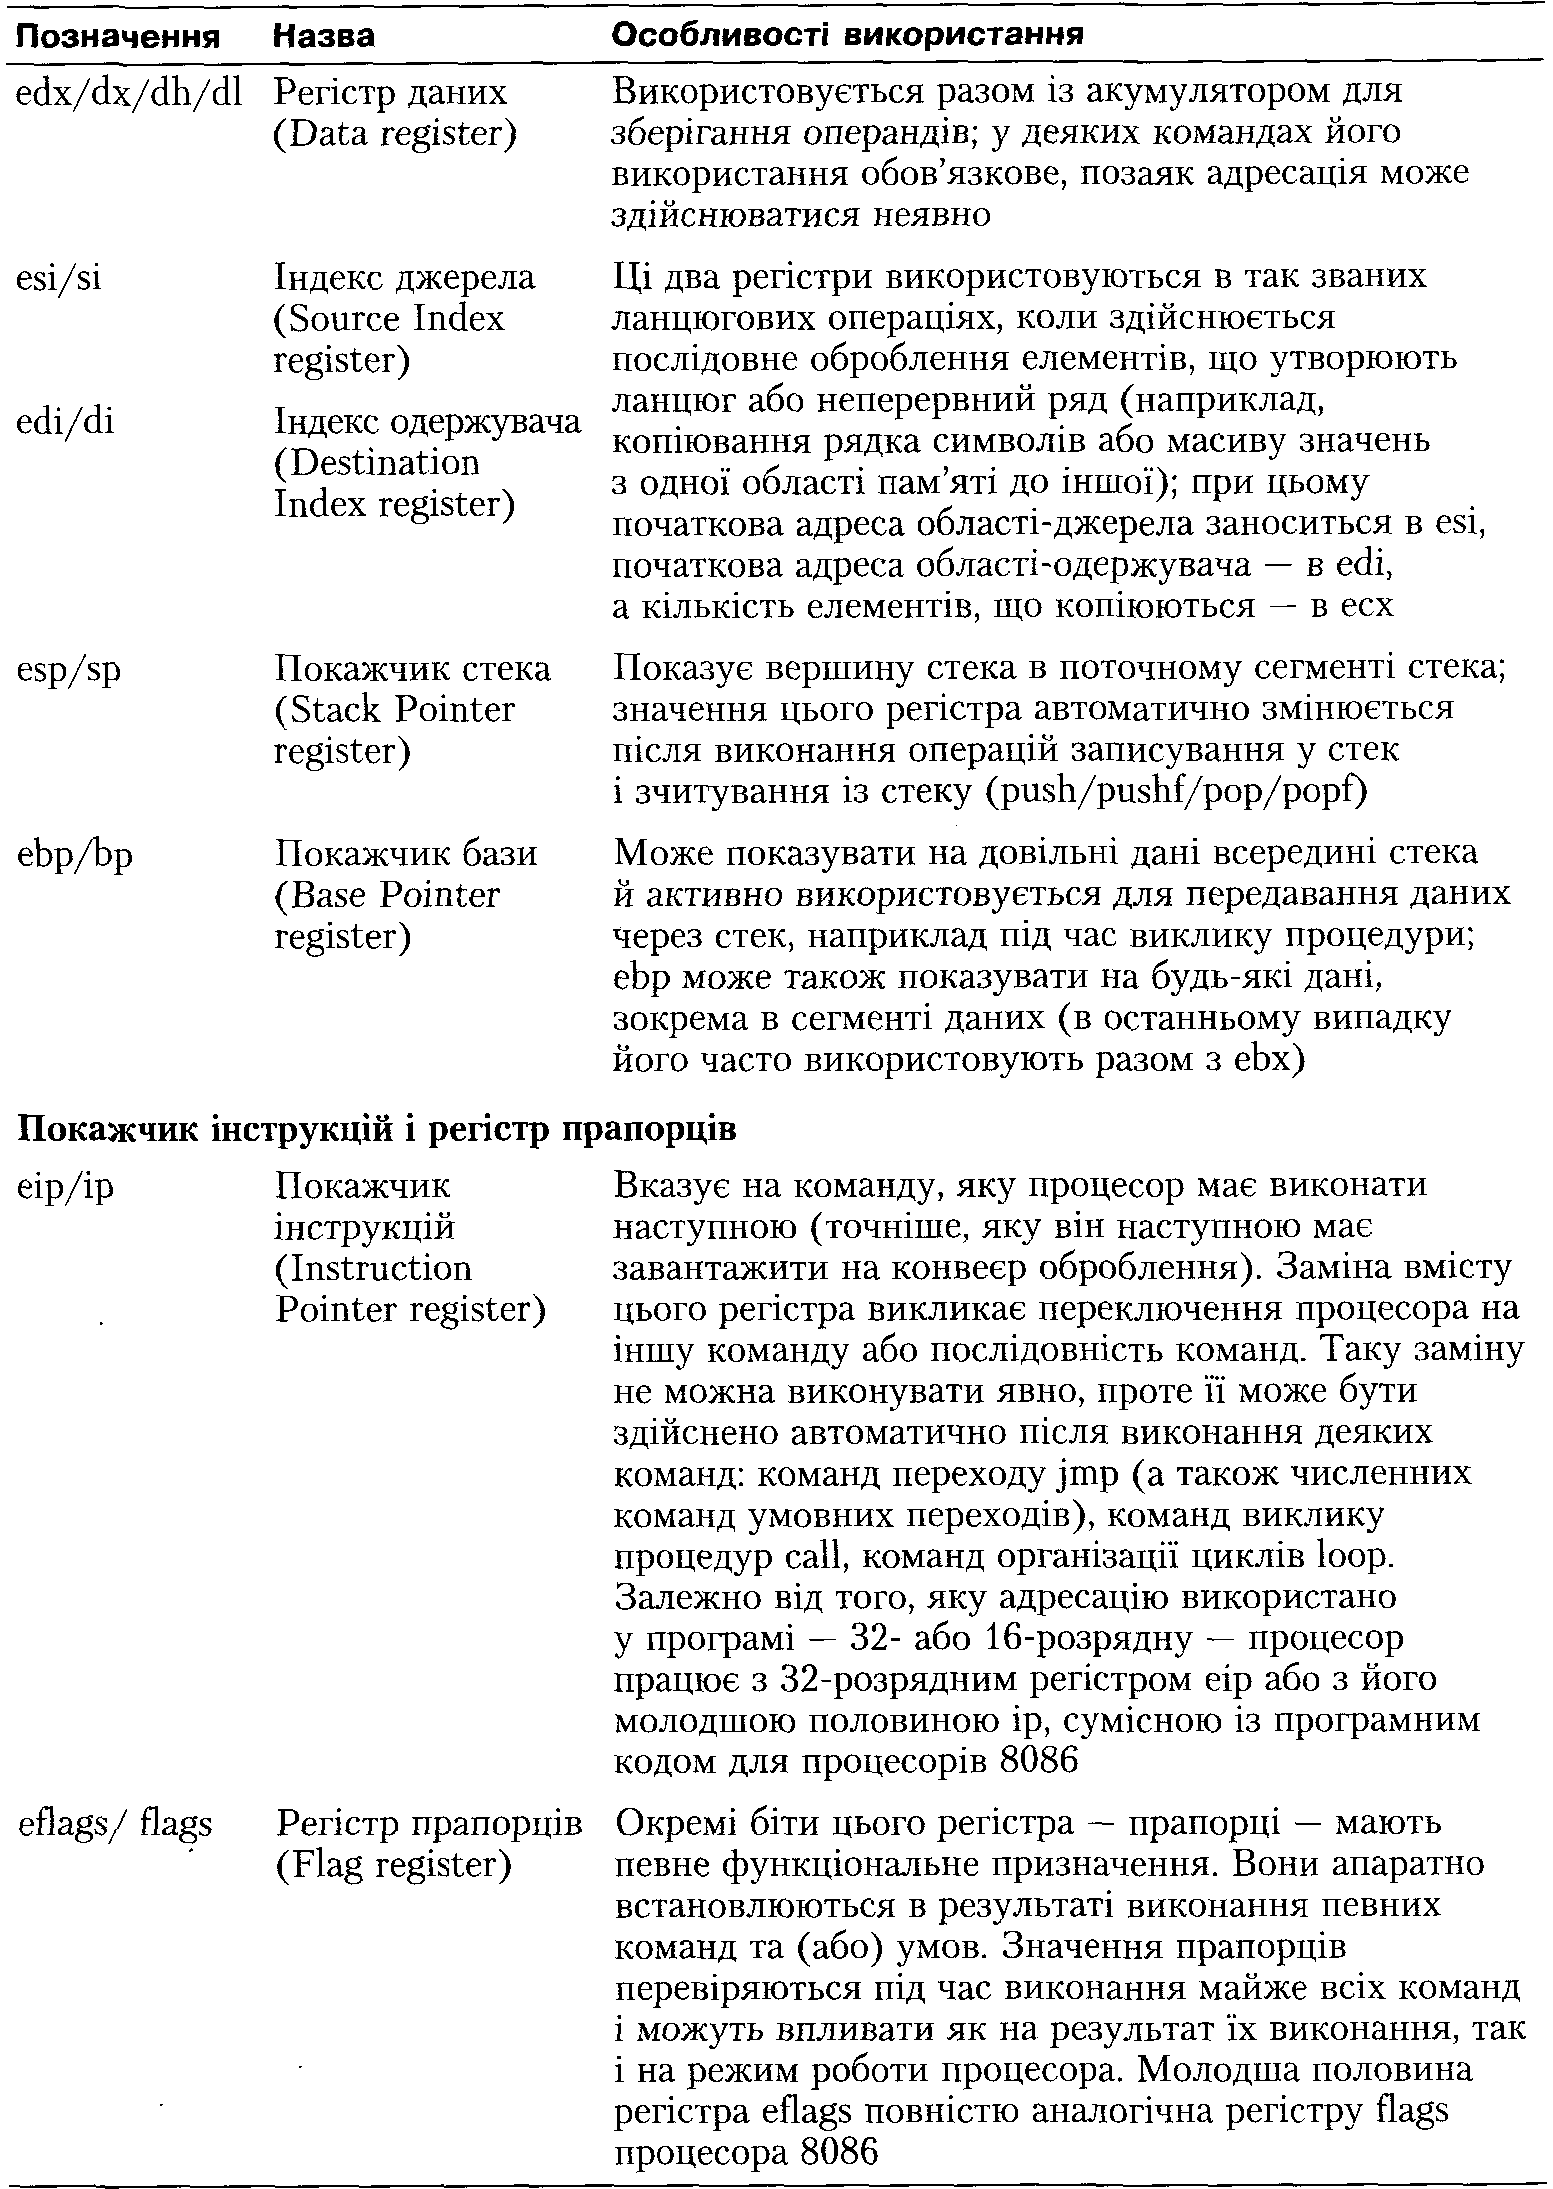 Позначення Назва Особливості використання
edx/dx/dh/dl Регістр даних Використовується разом із акумулятором для
(Data register) зберігання операндів; у деяких командах його
використання обов’язкове, позаяк адресація може
здійснюватися неявно
esi/si Індекс джерела Ці два регістри використовуються в так званих
(Source Index ланцюгових операціях, коли здійснюється
register) послідовне оброблення елементів, що утворюють
ланцюг або неперервний ряд (наприклад,
edi/di Індекс одержувача копіювання рядка символів або масиву значень
(Destination з одної області пам’яті до іншої); при цьому
Index register) початкова адреса області-джерела заноситься в esi,
початкова адреса області-одержувача — в edi,
а кількість елементів, що копіюються — в ecx
esp/sp Покажчик стека Показує вершину стека в поточному сегменті стека;
(Stack Pointer значення цього регістра автоматично змінюється
register) після виконання операцій записування у стек
і зчитування із стеку (push/pushf/pop/popf)
ebp/bp Покажчик бази Може показувати на довільні дані всередині стека
(Base Pointer й активно використовується для передавання даних
register) через стек, наприклад під час виклику процедури;
ebp може також показувати на будь-які дані,
зокрема в сегменті даних (в останньому випадку
його часто використовують разом з ebx)
Покажчик інструкцій і регістр прапорців
eip/ip Покажчик Вказує на команду, яку процесор має виконати
інструкцій наступною (точніше, яку він наступною має
(Instruction завантажити на конвеєр оброблення). Заміна вмісту
Pointer register) цього регістра викликає переключення процесора на
іншу команду або послідовність команд. Таку заміну
не можна виконувати явно, проте її може бути
здійснено автоматично після виконання деяких
команд: команд переходу jmp (а також численних
команд умовних переходів), команд виклику
процедур call, команд організації циклів loop.
Залежно від того, яку адресацію використано
у програмі — 32- або 16-розрядну — процесор
працює з 32-розрядним регістром eip або з його
молодшою половиною ip, сумісною із програмним
кодом для процесорів 8086
eflags/ flags Регістр прапорців Окремі біти цього регістра — прапорці — мають
(Flag register) певне функціональне призначення. Вони апаратно
встановлюються в результаті виконання певних
команд та (або) умов. Значення прапорців
перевіряються під час виконання майже всіх команд
і можуть впливати як на результат їх виконання, так
і на режим роботи процесора. Молодша половина
регістра eflags повністю аналогічна регістру flags
процесора 8086